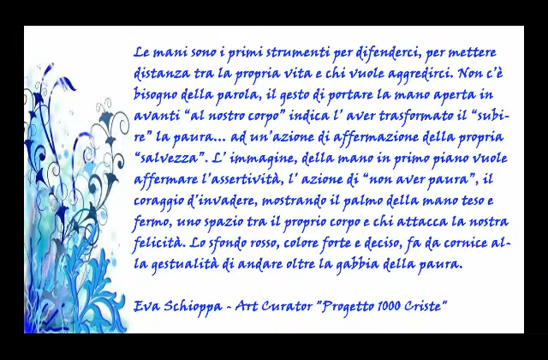 Le mani sono i primi strumenti per difenderci, per mettere
distanza tra la propria vita e chi vuole aggredirci. Non c'è
bisogno della parola, il gesto di portare la mano aperta in
avanti "al nostro corpo" indica l' aver trasformato il "subi-
re" la paura... ad un'azione di affermazione della propria
"salvezza". L' immagine, della mano in primo piano vuole
affermare l'assertività, l' azione di "non aver paura", il
coraggio d'invadere, mostrando il palmo della mano teso e
fermo, uno spazio tra il proprio corpo e chi attacca la nostra
felicità. Lo sfondo rosso, colore forte e deciso, fa da cornice al-
la gestualità di andare oltre la gabbia della paura.
Eva Schioppa - Art Curator "Progetto 1000 Criste"